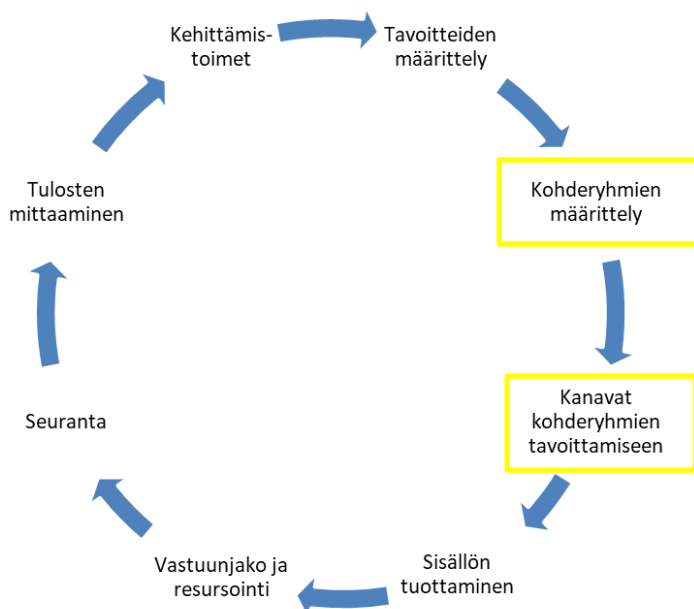 Kehittämis-
toimet
Tavoitteiden
määrittely
Kohderyhmien
määrittely
Kanavat
kohderyhmien
tavoittamiseen
Sisällön
tuottaminen
Vastuunjako ja
resursointi
Seuranta
Tulosten
mittaaminen